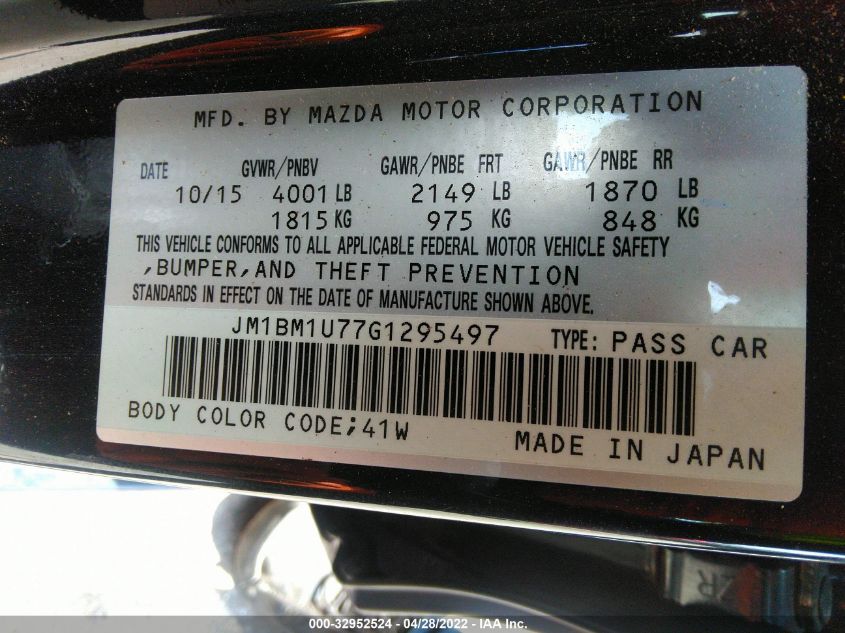 MFD. BY MAZDA MOTOR CORPORATION
DATE GVWR/PNBV GAWR/PNBE FRT GAWR/PNBE RR
10/15 4001 LB 2149 LB 1870 LB
1815 KG 975 KG 848 KG
THIS VEHICLE CONFORMS TO ALL APPLICABLE FEDERAL MOTOR VEHICLE SAFETY
,BUMPER,AND THEFT PREVENTION
STANDARDS IN EFFECT ON THE DATE OF MANUFACTURE SHOWN ABOVE.
JM1BM1U77G1295497 TYPE: PASS CAR
BODY COLOR CODE;41W MADE IN JAPAN
ZR
000-32952524 - 04/28/2022 - IAA Inc.